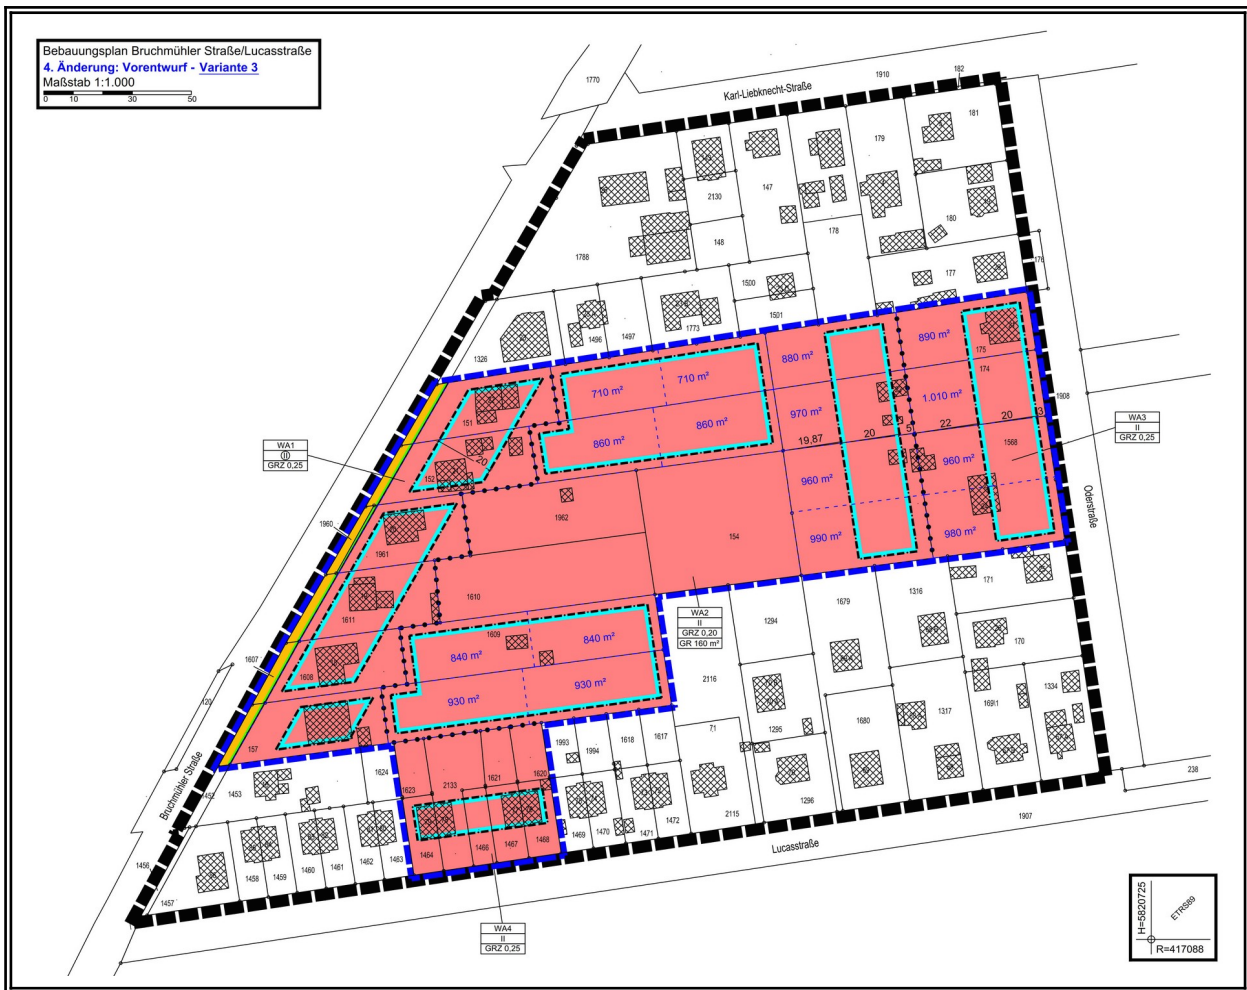 Bebauungsplan Bruchmühler Straße/Lucasstraße
4. Änderung: Vorentwurf - Variante 3
Maßstab 1:1.000
0 10 30 50
1770
Karl-Liebknecht-Straße
1910
182
181
179
147
2130
148
178
180
1788
177
176
1500
1501
1773
1497
1496
1326
880 m²
890 m²
175
174
1908
710 m²
710 m²
970 m²
1.010 m²
151
860 m²
860 m²
19,87
20
5
22
20
3
WA3
II
GRZ 0,25
WA1
II
GRZ 0,25
20
152
1568
960 m²
960 m²
1960
1962
154
990 m²
980 m²
Oderstraße
1961
1610
1611
171
1316
1679
1294
WA2
II
GRZ 0,20
GR 160 m²
1609
840 m²
840 m²
170
1607
1608
2116
930 m²
930 m²
1334
120
1680
1317
1691
157
71
1295
1993
1994
1618
1617
1624
Bruchmühler Straße
1452
1453
1623
2133
1621
1620
238
1296
2115
1907
Lucasstraße
1456
1457
1458
1459
1460
1461
1462
1463
1464
1466
1467
1468
1469
1470
1471
1472
WA4
II
GRZ 0,25
H=5820725
ETRS89
R=417088